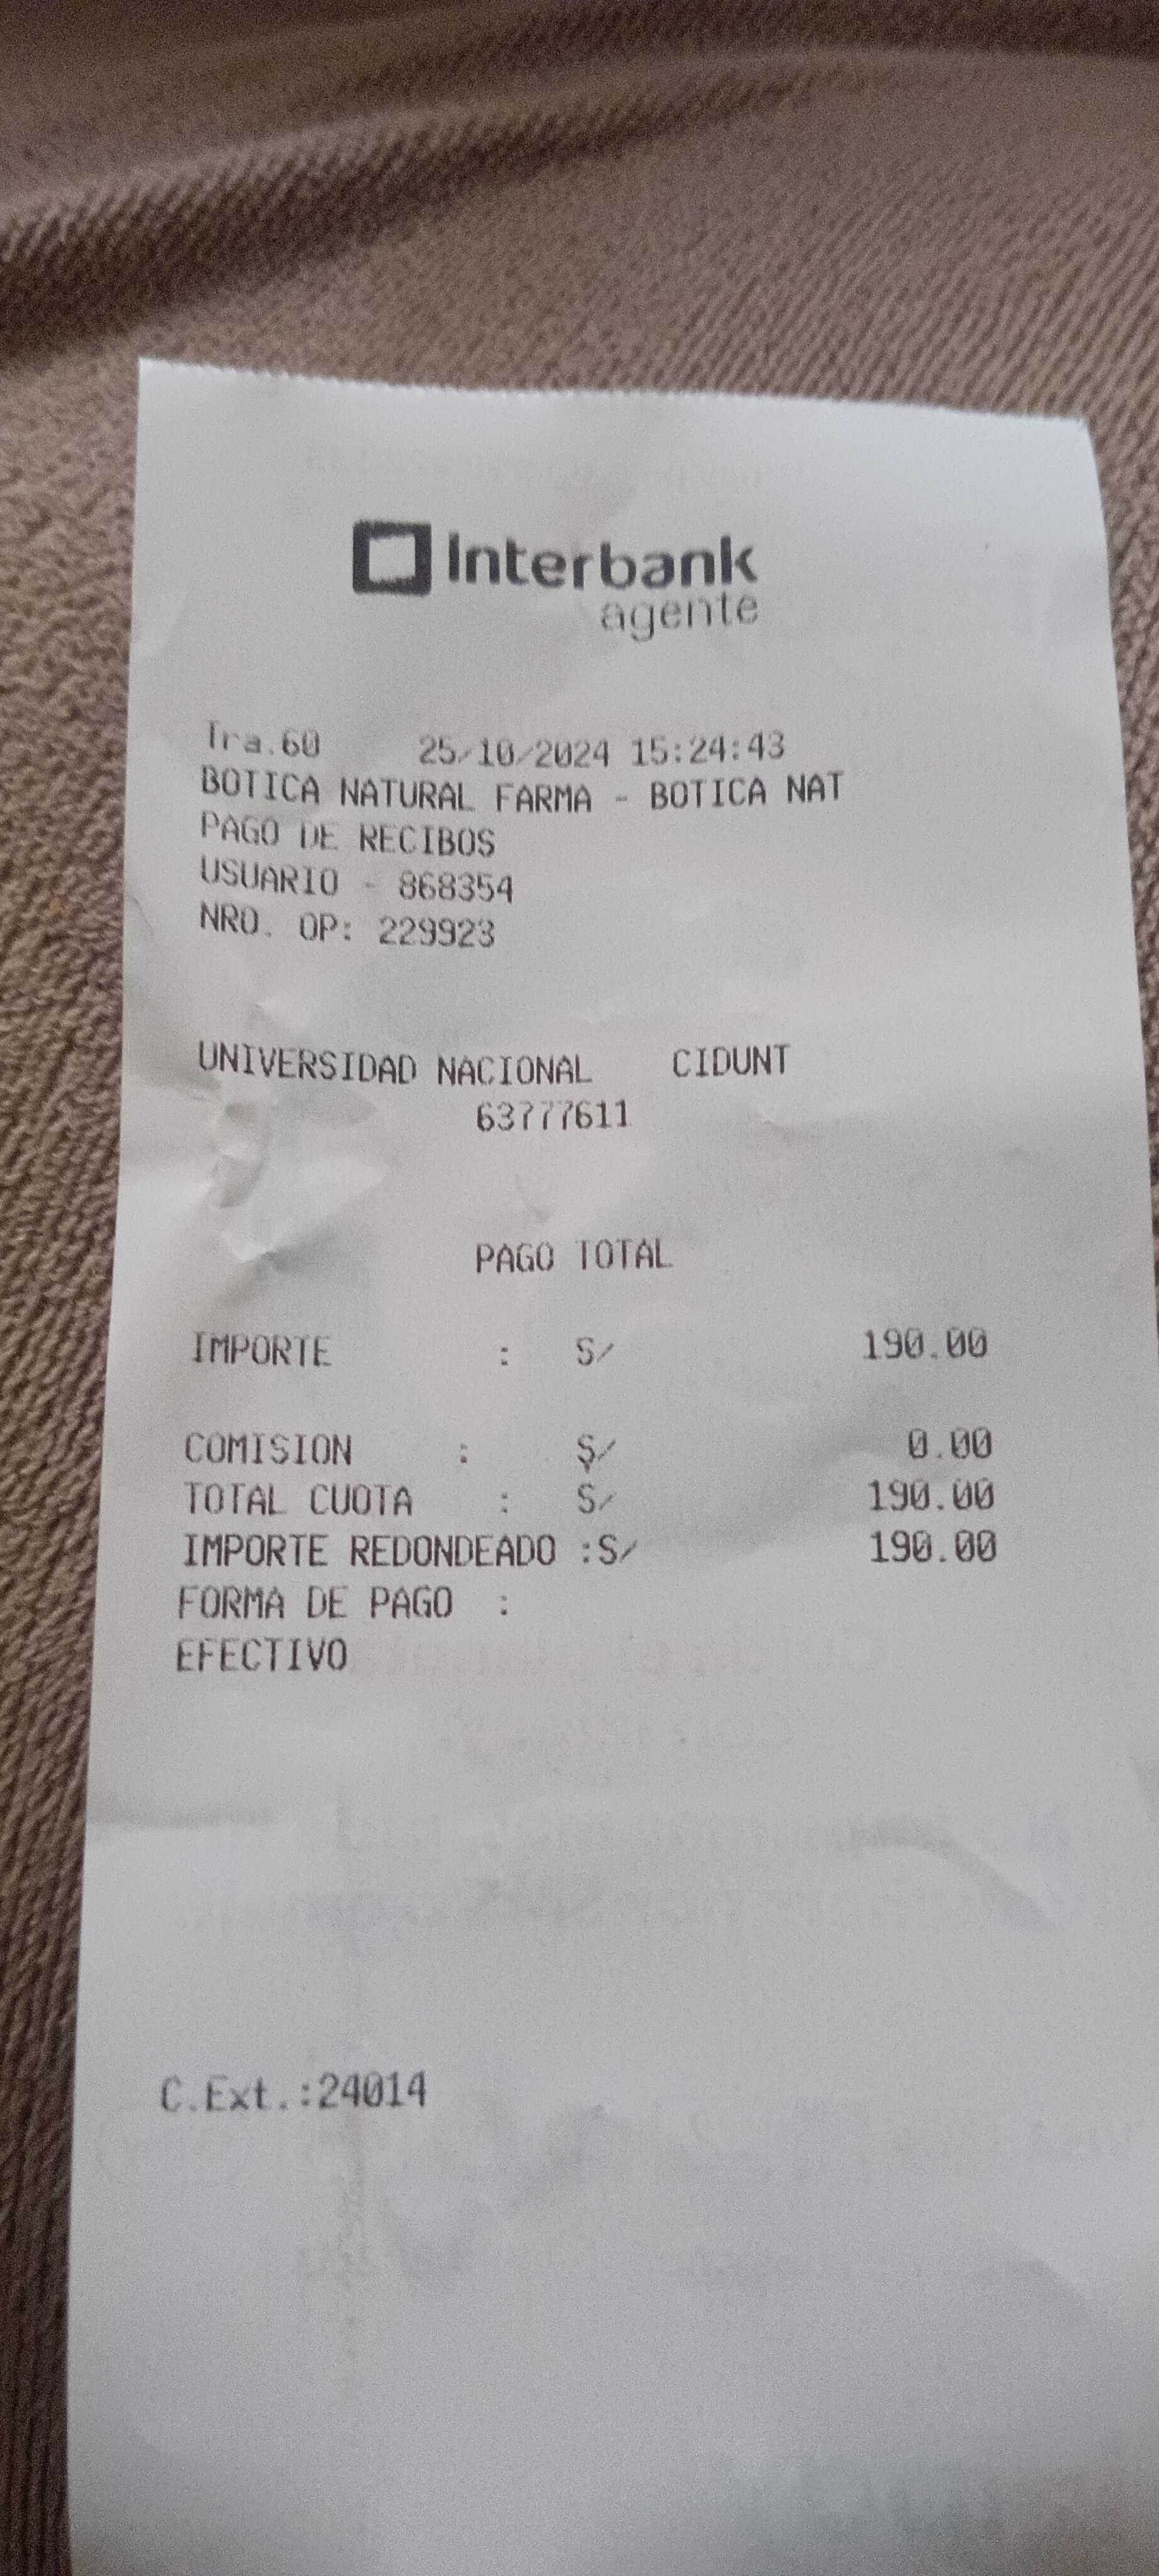 Interbank
agente
Tra.60 25/10/2024 15:24:43
BOTICA NATURAL FARMA - BOTICA NAT
PAGO DE RECIBOS
USUARIO - 868354
NRO. OP: 229923
UNIVERSIDAD NACIONAL CIDUNT
63777611
PAGO TOTAL
IMPORTE : S/ 190.00
COMISION : S/ 0.00
TOTAL CUOTA : S/ 190.00
IMPORTE REDONDEADO :S/ 190.00
FORMA DE PAGO :
EFECTIVO
C.Ext.:24014